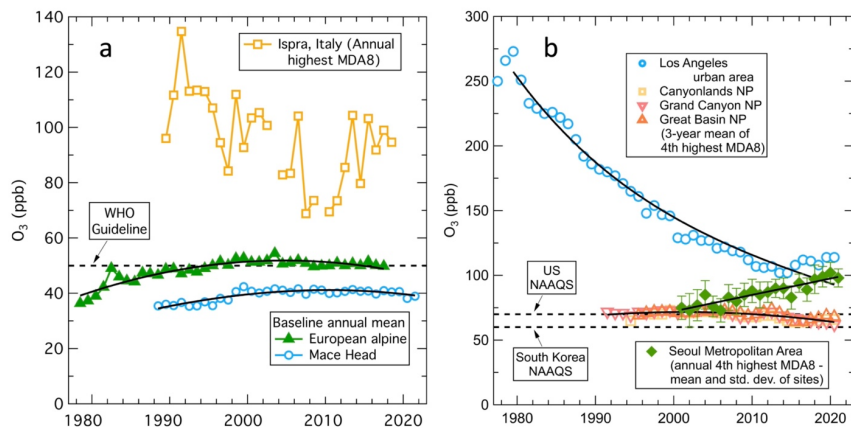 a
Ispra, Italy (Annual
highest MDA8)
WHO
Guideline
Baseline annual mean
European alpine
Mace Head
O₃ (ppb)
140
120
100
80
60
40
20
0
1980
1990
2000
2010
2020
b
Los Angeles
urban area
Canyonlands NP
Grand Canyon NP
Great Basin NP
(3-year mean of
4th highest MDA8)
US
NAAQS
South Korea
NAAQS
Seoul Metropolitan Area
(annual 4th highest MDA8 -
mean and std. dev. of sites)
O₃ (ppb)
300
250
200
150
100
50
0
1980
1990
2000
2010
2020